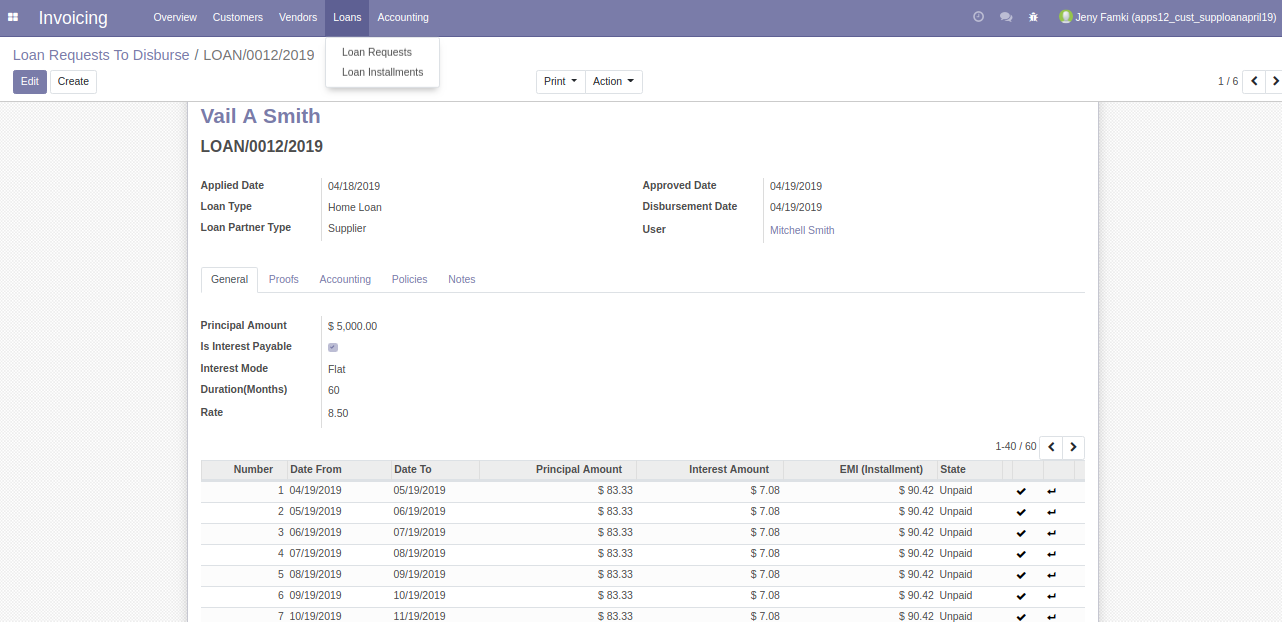 Invoicing Overview Customers Vendors Loans Accounting Jeny Famki (apps12_cust_supploanapril19)
Loan Requests To Disburse / LOAN/0012/2019
Loan Requests
Loan Installments
Edit Create Print Action 1 / 6
Vail A Smith
LOAN/0012/2019
Applied Date 04/18/2019 Approved Date 04/19/2019
Loan Type Home Loan Disbursement Date 04/19/2019
Loan Partner Type Supplier User Mitchell Smith
General Proofs Accounting Policies Notes
Principal Amount $ 5,000.00
Is Interest Payable
Interest Mode Flat
Duration(Months) 60
Rate 8.50
1-40 / 60
Number Date From Date To Principal Amount Interest Amount EMI (Installment) State
1 04/19/2019 05/19/2019 $ 83.33 $ 7.08 $ 90.42 Unpaid
2 05/19/2019 06/19/2019 $ 83.33 $ 7.08 $ 90.42 Unpaid
3 06/19/2019 07/19/2019 $ 83.33 $ 7.08 $ 90.42 Unpaid
4 07/19/2019 08/19/2019 $ 83.33 $ 7.08 $ 90.42 Unpaid
5 08/19/2019 09/19/2019 $ 83.33 $ 7.08 $ 90.42 Unpaid
6 09/19/2019 10/19/2019 $ 83.33 $ 7.08 $ 90.42 Unpaid
7 10/19/2019 11/19/2019 $ 83.33 $ 7.08 $ 90.42 Unpaid